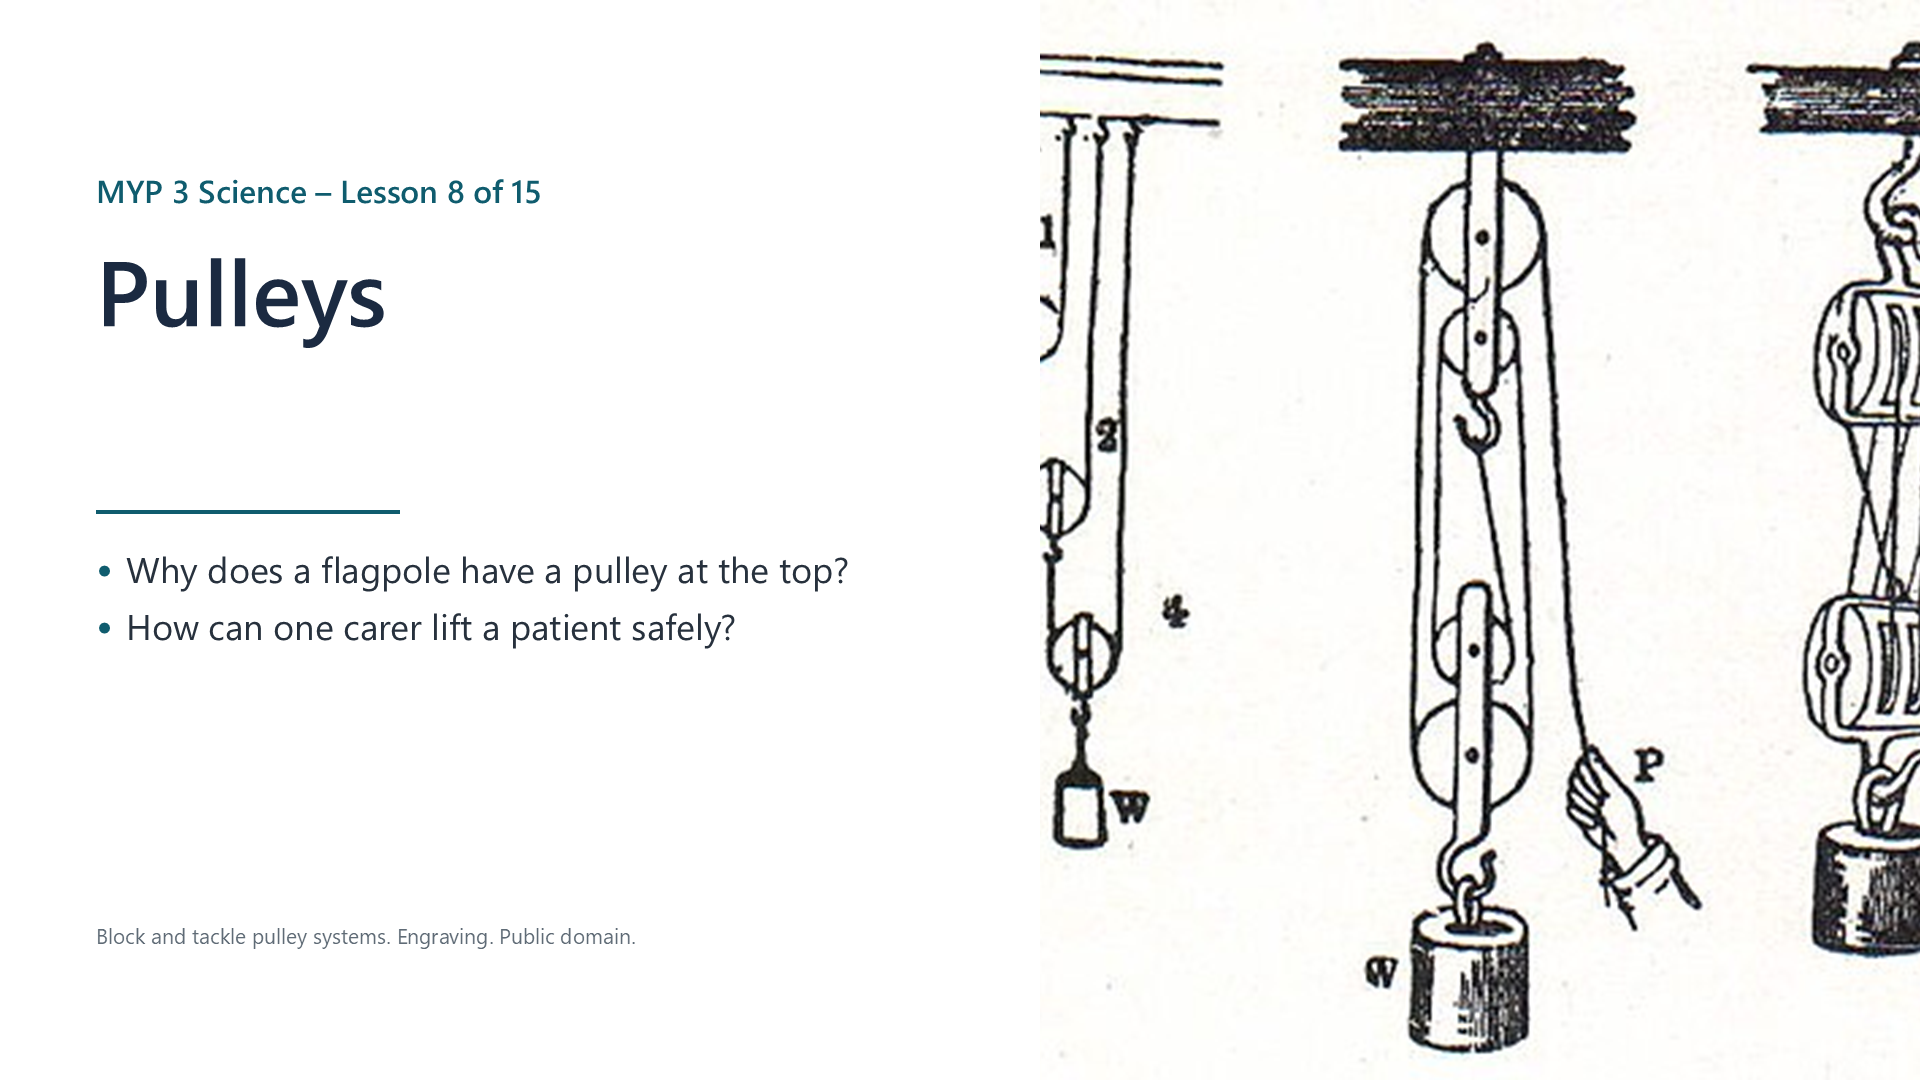 MYP 3 Science – Lesson 8 of 15
Pulleys
• Why does a flagpole have a pulley at the top?
• How can one carer lift a patient safely?
Block and tackle pulley systems. Engraving. Public domain.
1
2
4
W
P
W